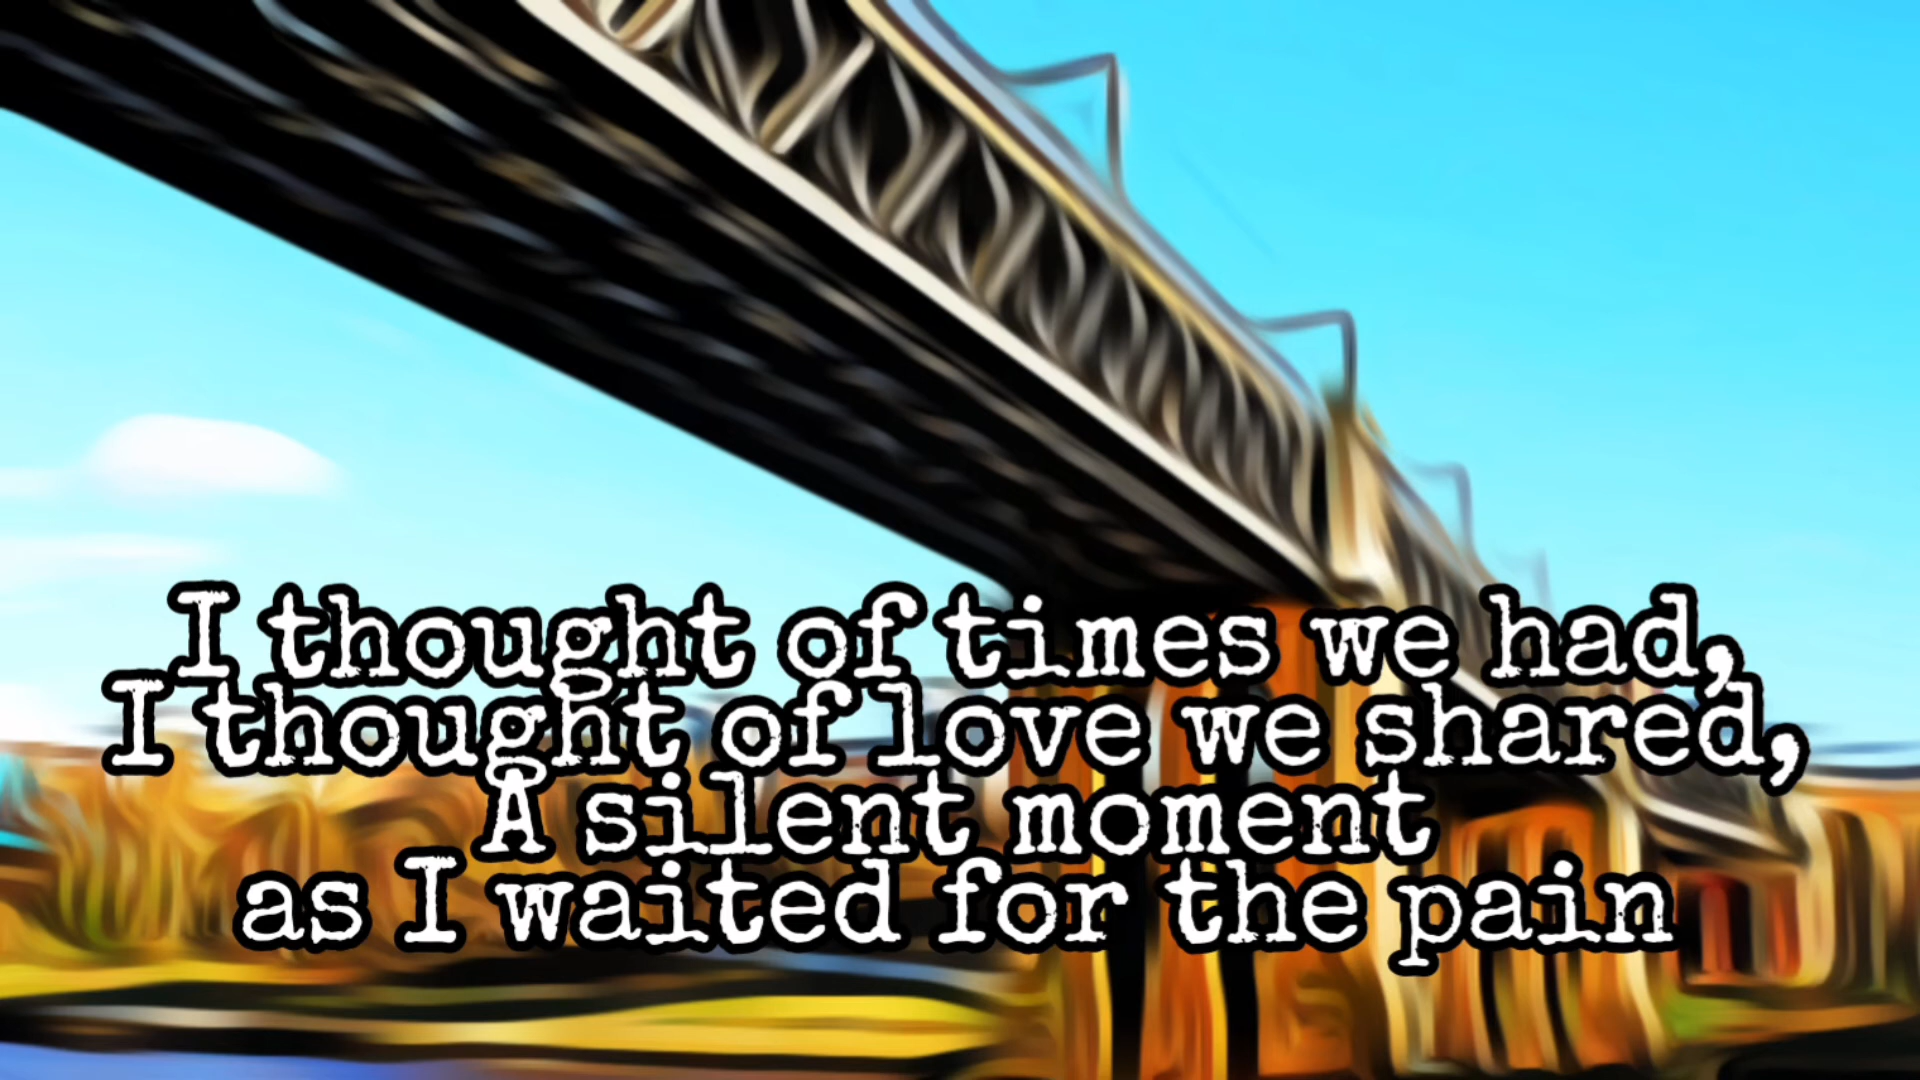 I thought of times we had,
I thought of love we shared,
A silent moment
as I waited for the pain